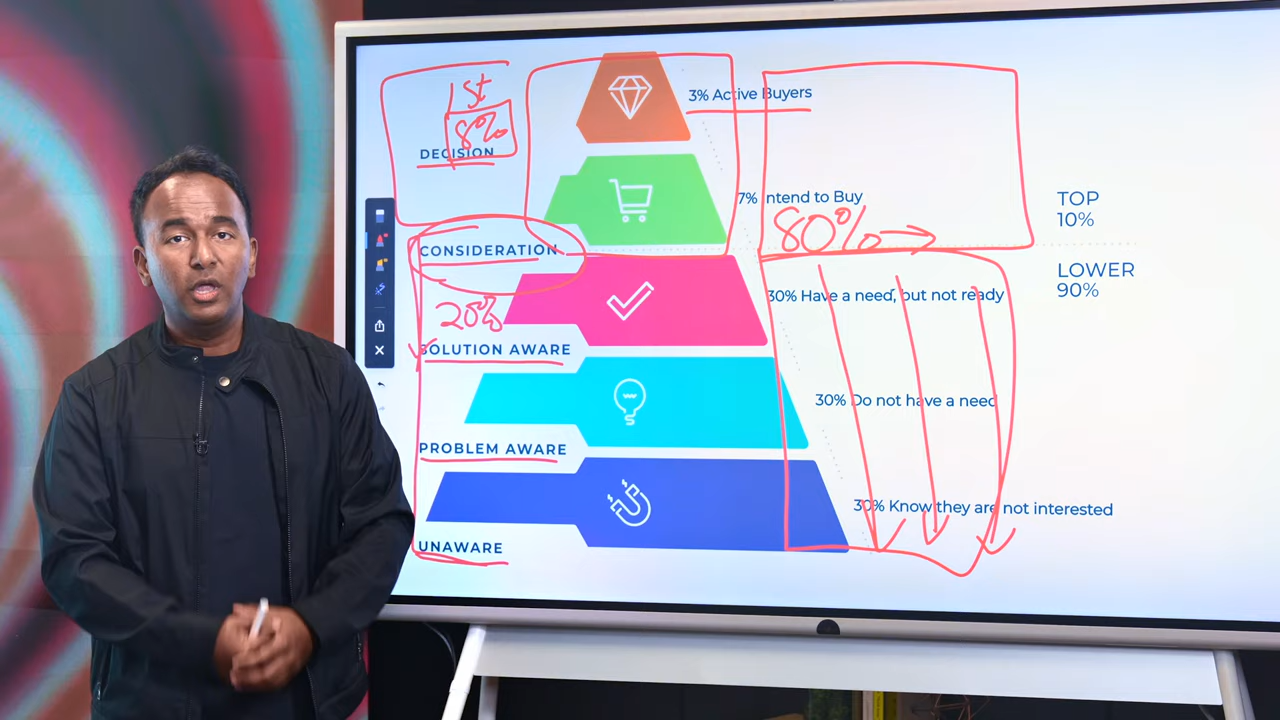 1st
8%
3% Active Buyers
DECISION
7% Intend to Buy
TOP
10%
80%
CONSIDERATION
LOWER
90%
30% Have a need, but not ready
20%
SOLUTION AWARE
30% Do not have a need
PROBLEM AWARE
30% Know they are not interested
UNAWARE